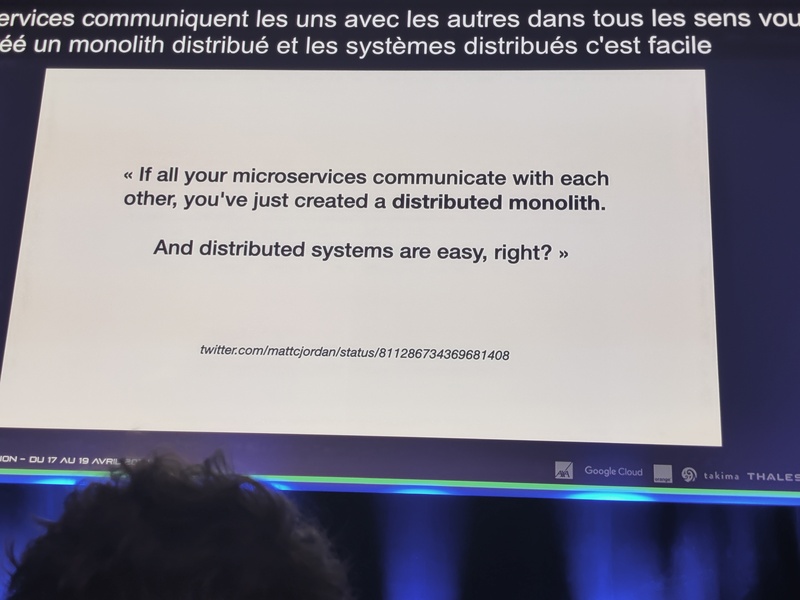 ervices communiquent les uns avec les autres dans tous les sens vou
éé un monolith distribué et les systèmes distribués c'est facile
« If all your microservices communicate with each
other, you've just created a distributed monolith.
And distributed systems are easy, right? »
twitter.com/mattcjordan/status/811286734369681408
ION - DU 17 AU 19 AVRIL
AXA Google Cloud orange takima THALES